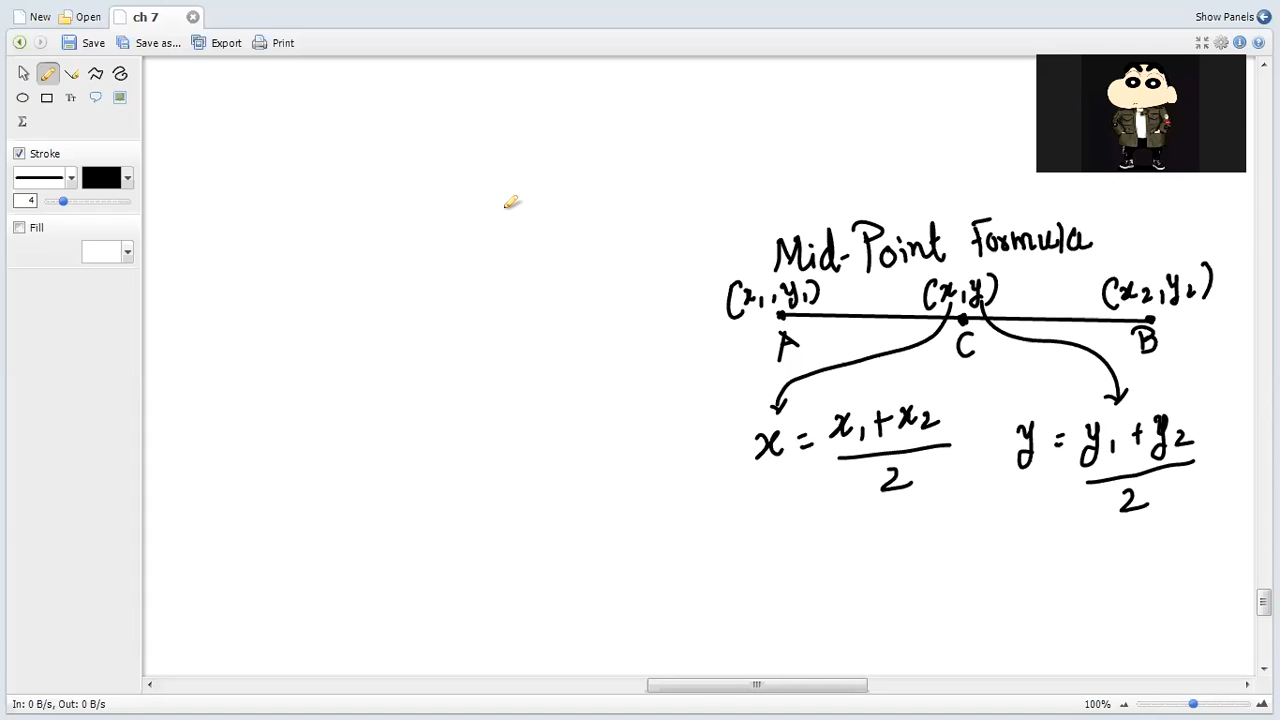 New Open ch 7 Show Panels
Save Save as... Export Print
Tr
Σ
Stroke
4
Fill
Mid-Point Formula
(x₁,y₁) (x,y) (x₂,y₂)
A C B
x = x₁+x₂/2 y = y₁+y₂/2
In: 0 B/s, Out: 0 B/s 100%